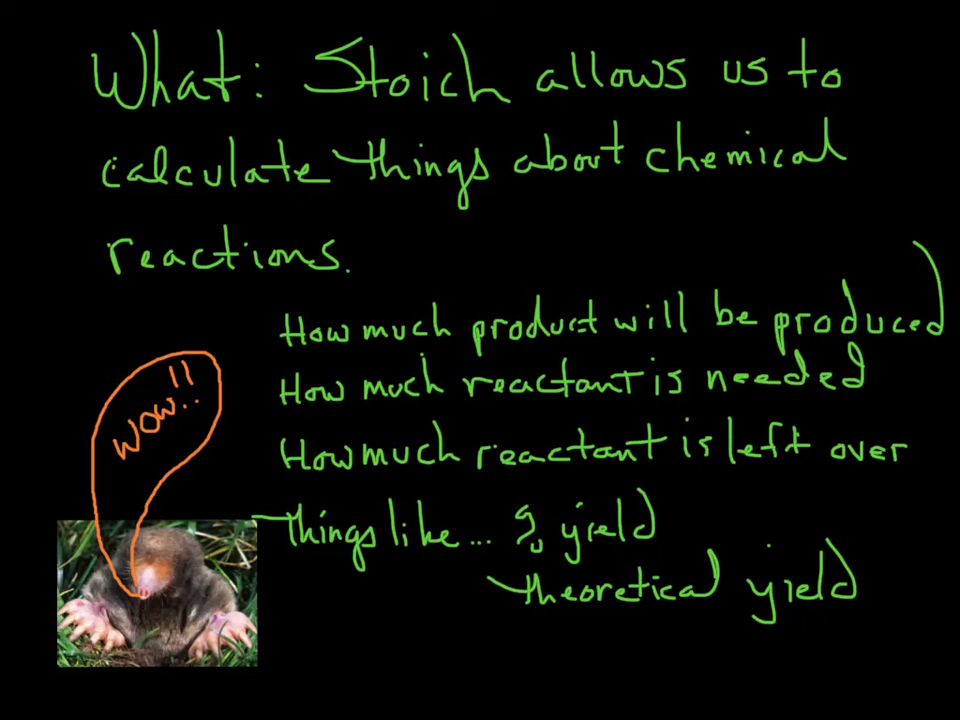 What: Stoich allows us to
calculate things about chemical
reactions.
How much product will be produced
How much reactant is needed
WOW!!
How much reactant is left over
things like... % yield
theoretical yield